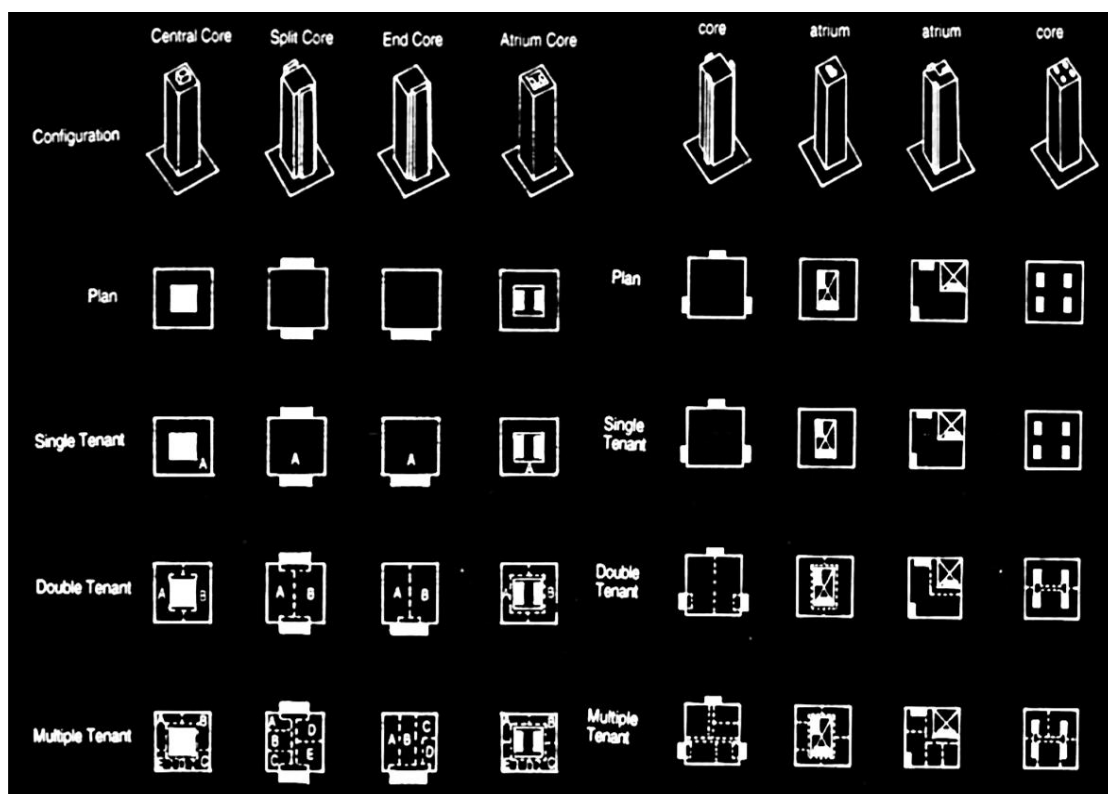 Central Core Split Core End Core Atrium Core core atrium atrium core
Configuration
Plan
Plan
Single Tenant
A
A
A
A
Single
Tenant
Double Tenant
A B
A B
A B
A B
Double
Tenant
Multiple Tenant
A B
E C
A
B
C
D
E
A B
C
D
A B
E C
Multiple
Tenant